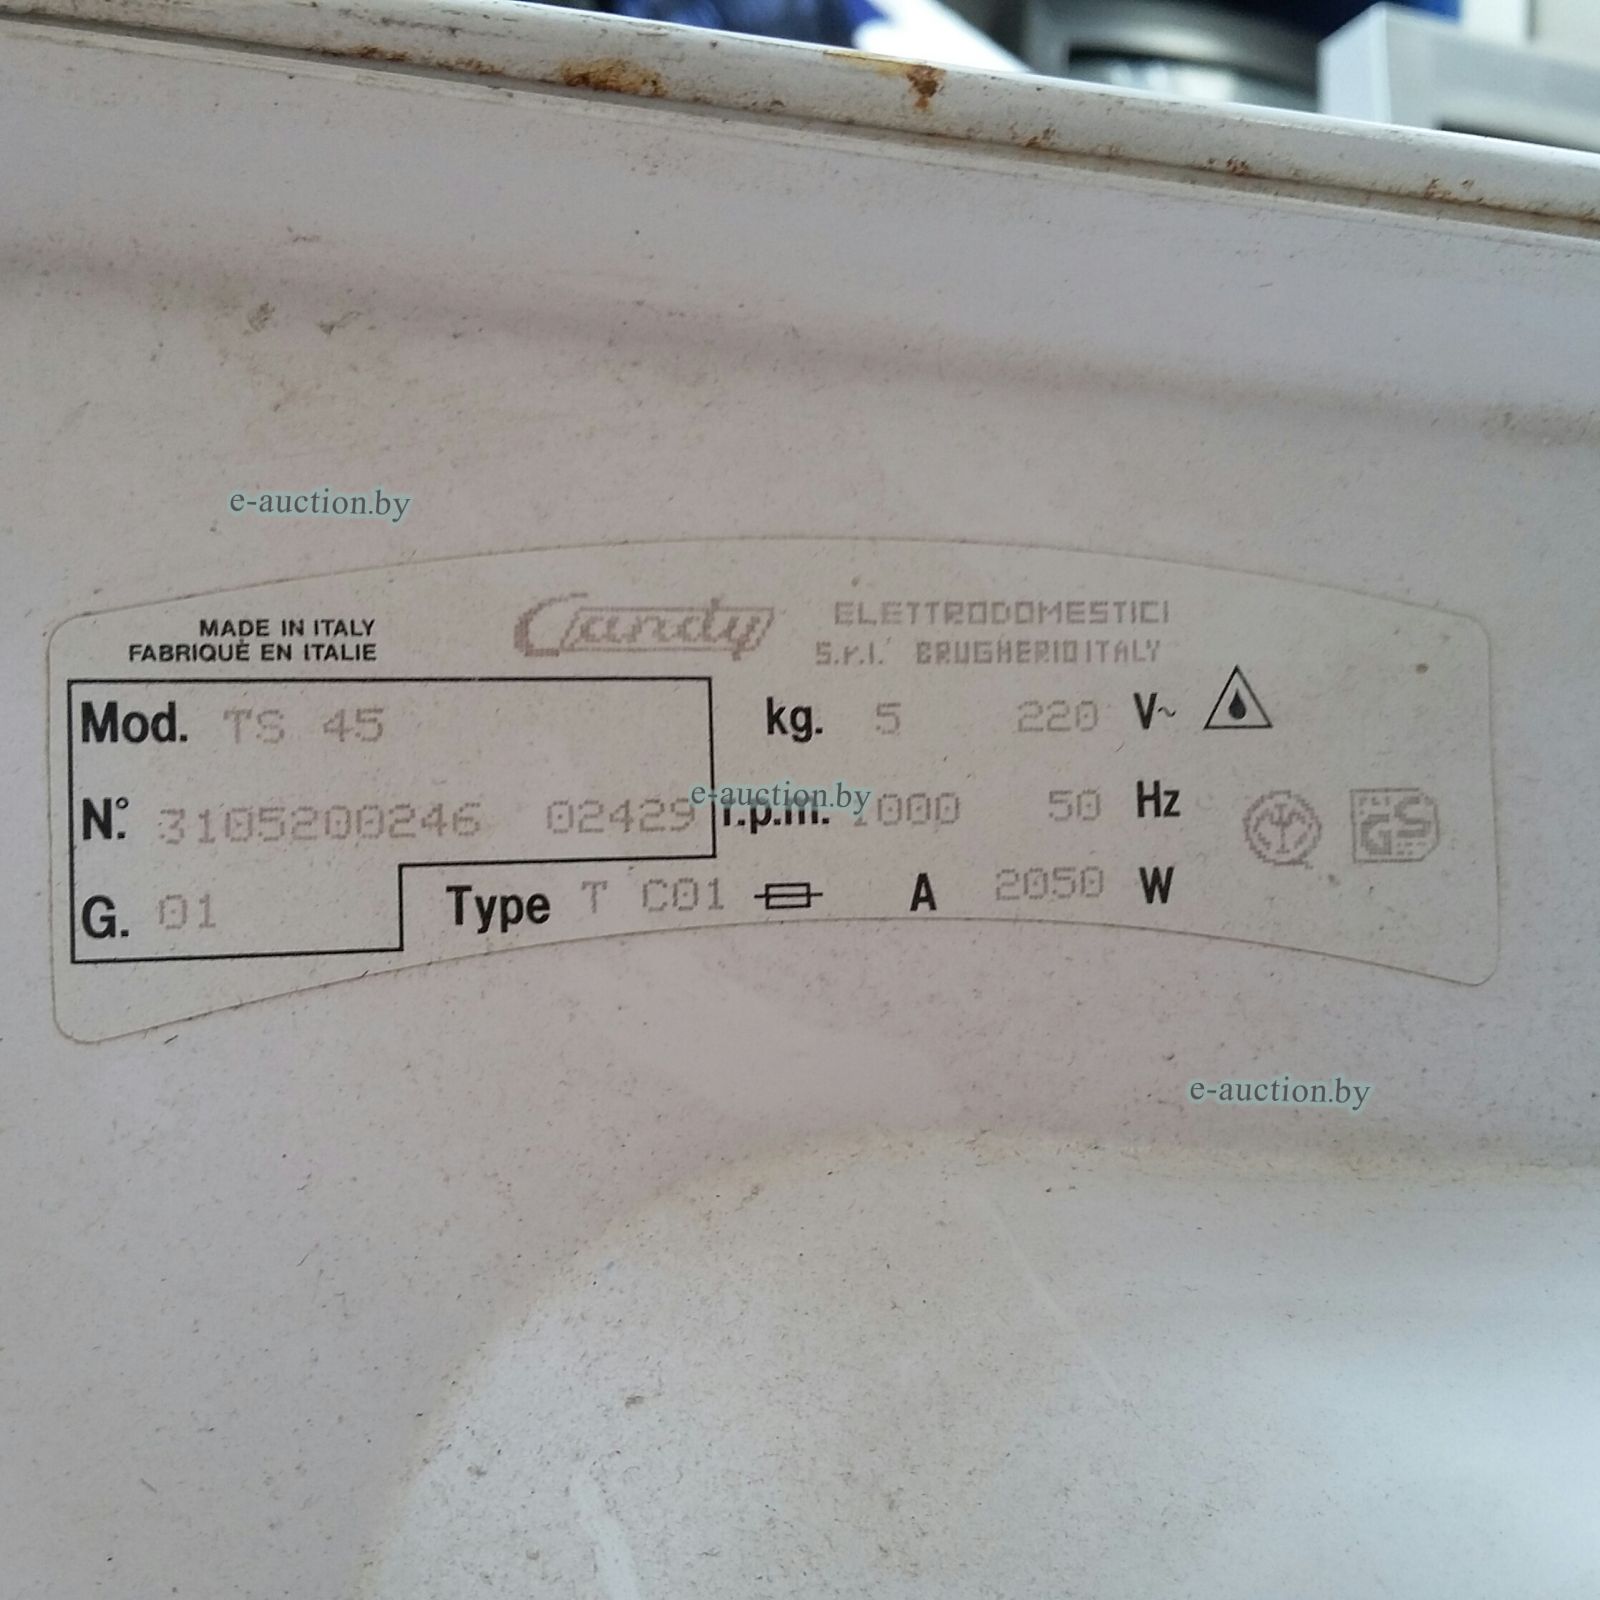 e-auction.by
MADE IN ITALY
FABRIQUÉ EN ITALIE
Candy
ELETTRODOMESTICI
S.r.l. BRUGHERIO ITALY
Mod. TS 45
kg. 5 220 V~
N° 3105200246 02429
r.p.m. 1000 50 Hz
e-auction.by
GS
G. 01
Type T C01 A 2050 W
e-auction.by